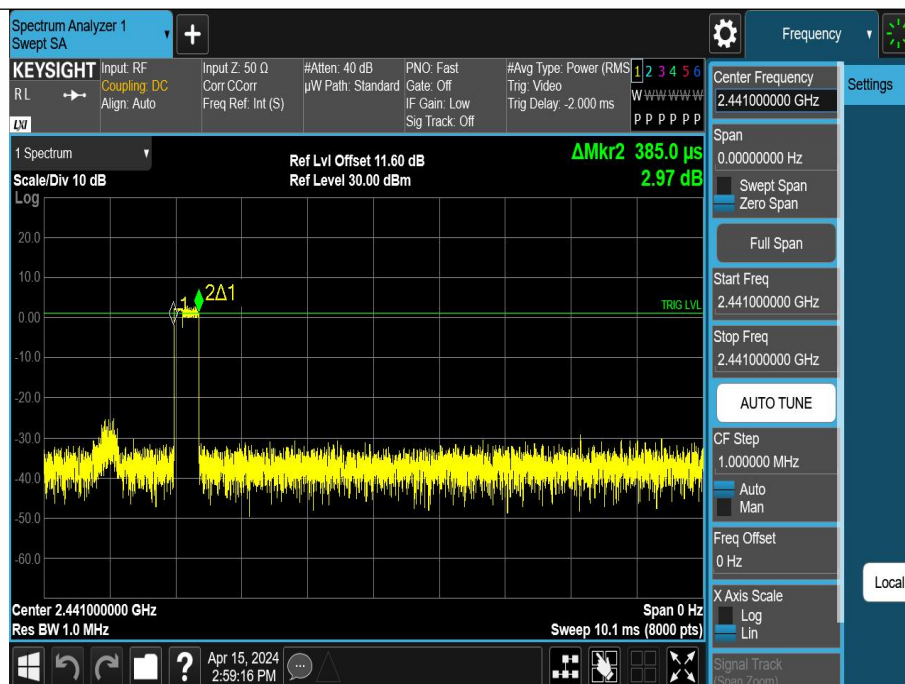 Spectrum Analyzer 1
Swept SA
+
Frequency
KEYSIGHT
RL
LXI
Input: RF
Coupling: DC
Align: Auto
Input Z: 50 Ω
Corr CCorr
Freq Ref: Int (S)
#Atten: 40 dB
µW Path: Standard
PNO: Fast
Gate: Off
IF Gain: Low
Sig Track: Off
#Avg Type: Power (RMS
Trig: Video
Trig Delay: -2.000 ms
1 2 3 4 5 6
W W W W W W
P P P P P P
1 Spectrum
Scale/Div 10 dB
Log
Ref Lvl Offset 11.60 dB
Ref Level 30.00 dBm
ΔMkr2 385.0 µs
2.97 dB
20.0
10.0
0.00
-10.0
-20.0
-30.0
-40.0
-50.0
-60.0
1
2Δ1
TRIG LVL
Center 2.441000000 GHz
Res BW 1.0 MHz
Span 0 Hz
Sweep 10.1 ms (8000 pts)
?
Apr 15, 2024
2:59:16 PM
Center Frequency
2.441000000 GHz
Span
0.00000000 Hz
Swept Span
Zero Span
Full Span
Start Freq
2.441000000 GHz
Stop Freq
2.441000000 GHz
AUTO TUNE
CF Step
1.000000 MHz
Auto
Man
Freq Offset
0 Hz
X Axis Scale
Log
Lin
Signal Track
(Span Zoom)
Settings
Local